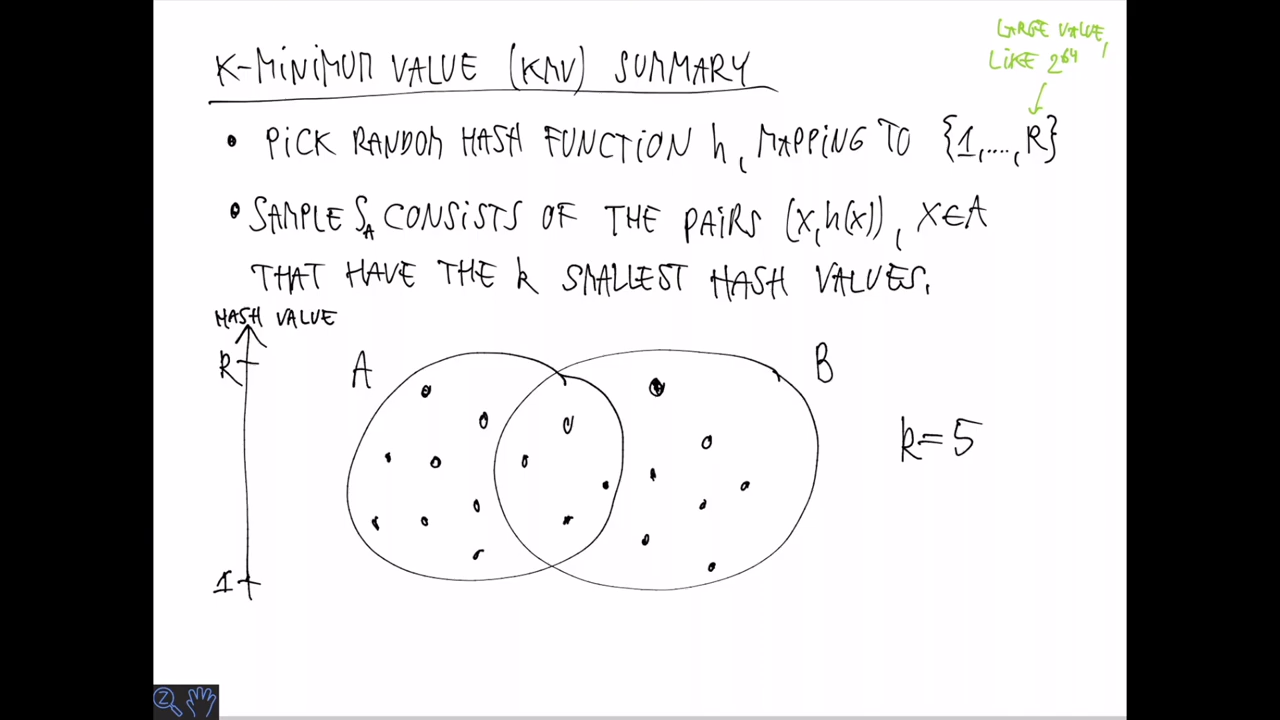 LARGE VALUE,
LIKE 2^64
K-MINIMUM VALUE (KMV) SUMMARY
• PICK RANDOM HASH FUNCTION h, MAPPING TO {1,...., R}
• SAMPLE S_A CONSISTS OF THE PAIRS (x,h(x)), x∈A
THAT HAVE THE k SMALLEST HASH VALUES.
HASH VALUE
R
A
B
k=5
1
Z